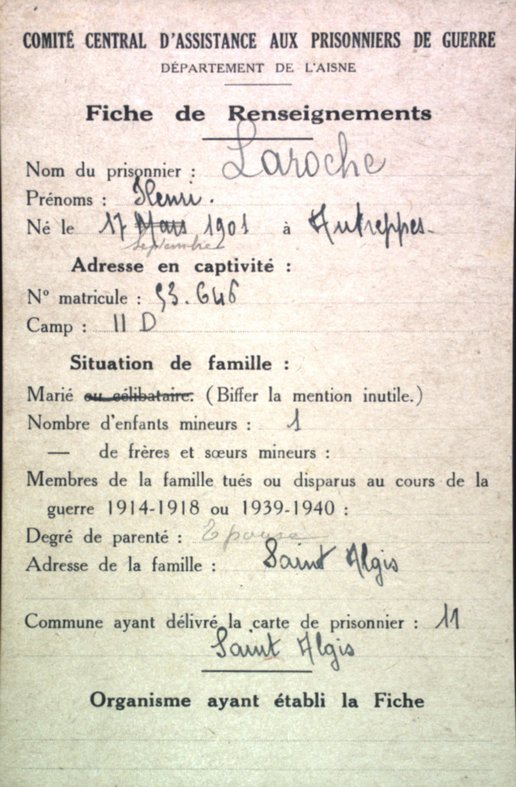 COMITÉ CENTRAL D'ASSISTANCE AUX PRISONNIERS DE GUERRE
DÉPARTEMENT DE L'AISNE
Fiche de Renseignements
Nom du prisonnier : Laroche
Prénoms : Henri.
Né le 17 Mars 1901 à Autreppes.
Septembre
Adresse en captivité :
N° matricule : 53.646
Camp : II D
Situation de famille :
Marié ou célibataire. (Biffer la mention inutile.)
Nombre d'enfants mineurs : 1
— de frères et sœurs mineurs :
Membres de la famille tués ou disparus au cours de la
guerre 1914-1918 ou 1939-1940 :
Degré de parenté : Epouse
Adresse de la famille : Saint Algis
Commune ayant délivré la carte de prisonnier : 11
Saint Algis
Organisme ayant établi la Fiche